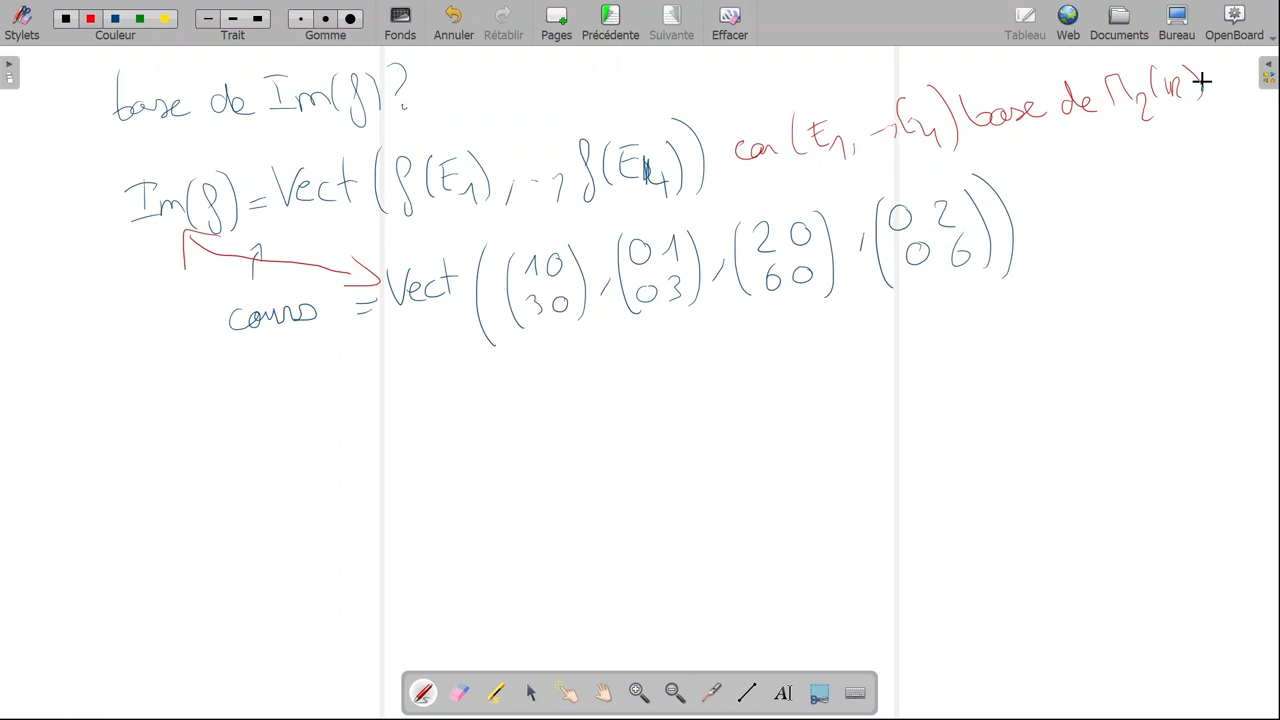 Stylets Couleur Trait Gomme Fonds Annuler Rétablir Pages Précédente Suivante Effacer Tableau Web Documents Bureau OpenBoard
base de Im(f)?
car (E1, --, E4) base de M2(IR)
Im(f) = Vect (f(E1), --, f(E4))
= Vect ( (1 0 / 3 0), (0 1 / 0 3), (2 0 / 6 0), (0 2 / 0 6) )
cours